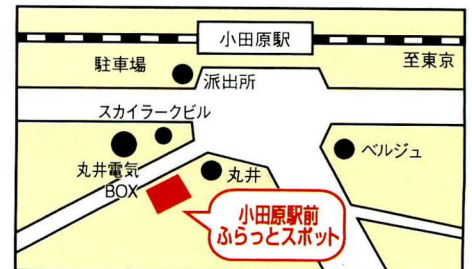 小田原駅
駐車場
至東京
派出所
スカイラークビル
丸井電気
BOX
丸井
ベルジュ
小田原駅前
ふらっとスポット